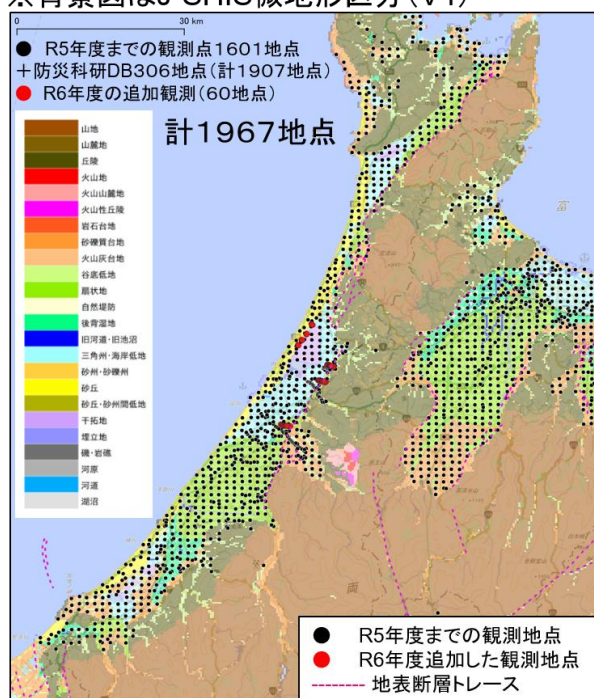 ※背景図はJ-SHIS微地形区分(V4)
0 30 km
● R5年度までの観測点1601地点
+防災科研DB306地点(計1907地点)
● R6年度の追加観測(60地点)
計1967地点
山地
山麓地
丘陵
火山地
火山山麓地
火山性丘陵
岩石台地
砂礫質台地
火山灰台地
谷底低地
扇状地
自然堤防
後背湿地
旧河道・旧池沼
三角州・海岸低地
砂州・砂礫州
砂丘
砂丘・砂州間低地
干拓地
埋立地
磯・岩礁
河原
河道
湖沼
富
両
● R5年度までの観測地点
● R6年度追加した観測地点
------- 地表断層トレース